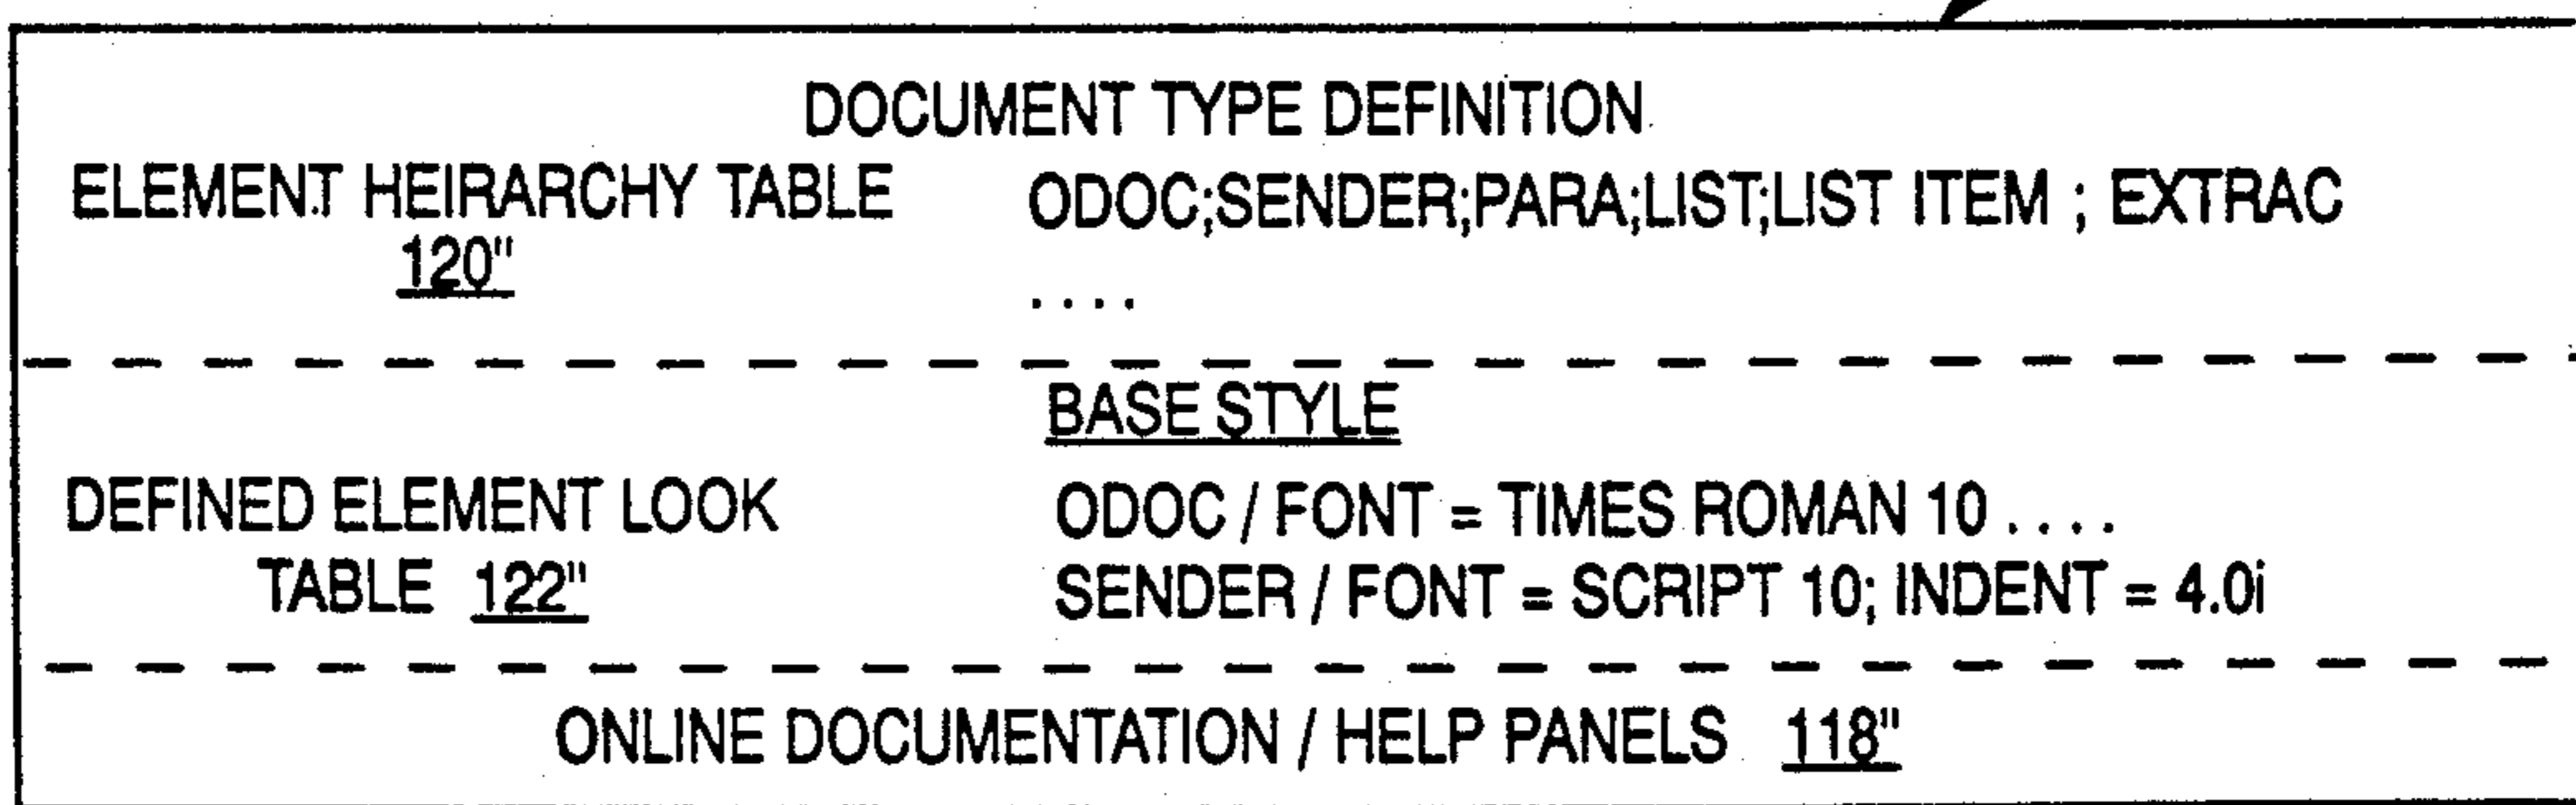 DOCUMENT TYPE DEFINITION
ELEMENT HEIRARCHY TABLE ODOC;SENDER;PARA;LIST;LIST ITEM ; EXTRAC
120"
....
BASE STYLE
DEFINED ELEMENT LOOK ODOC / FONT = TIMES ROMAN 10 ....
TABLE 122" SENDER / FONT = SCRIPT 10; INDENT = 4.0i
ONLINE DOCUMENTATION / HELP PANELS 118"